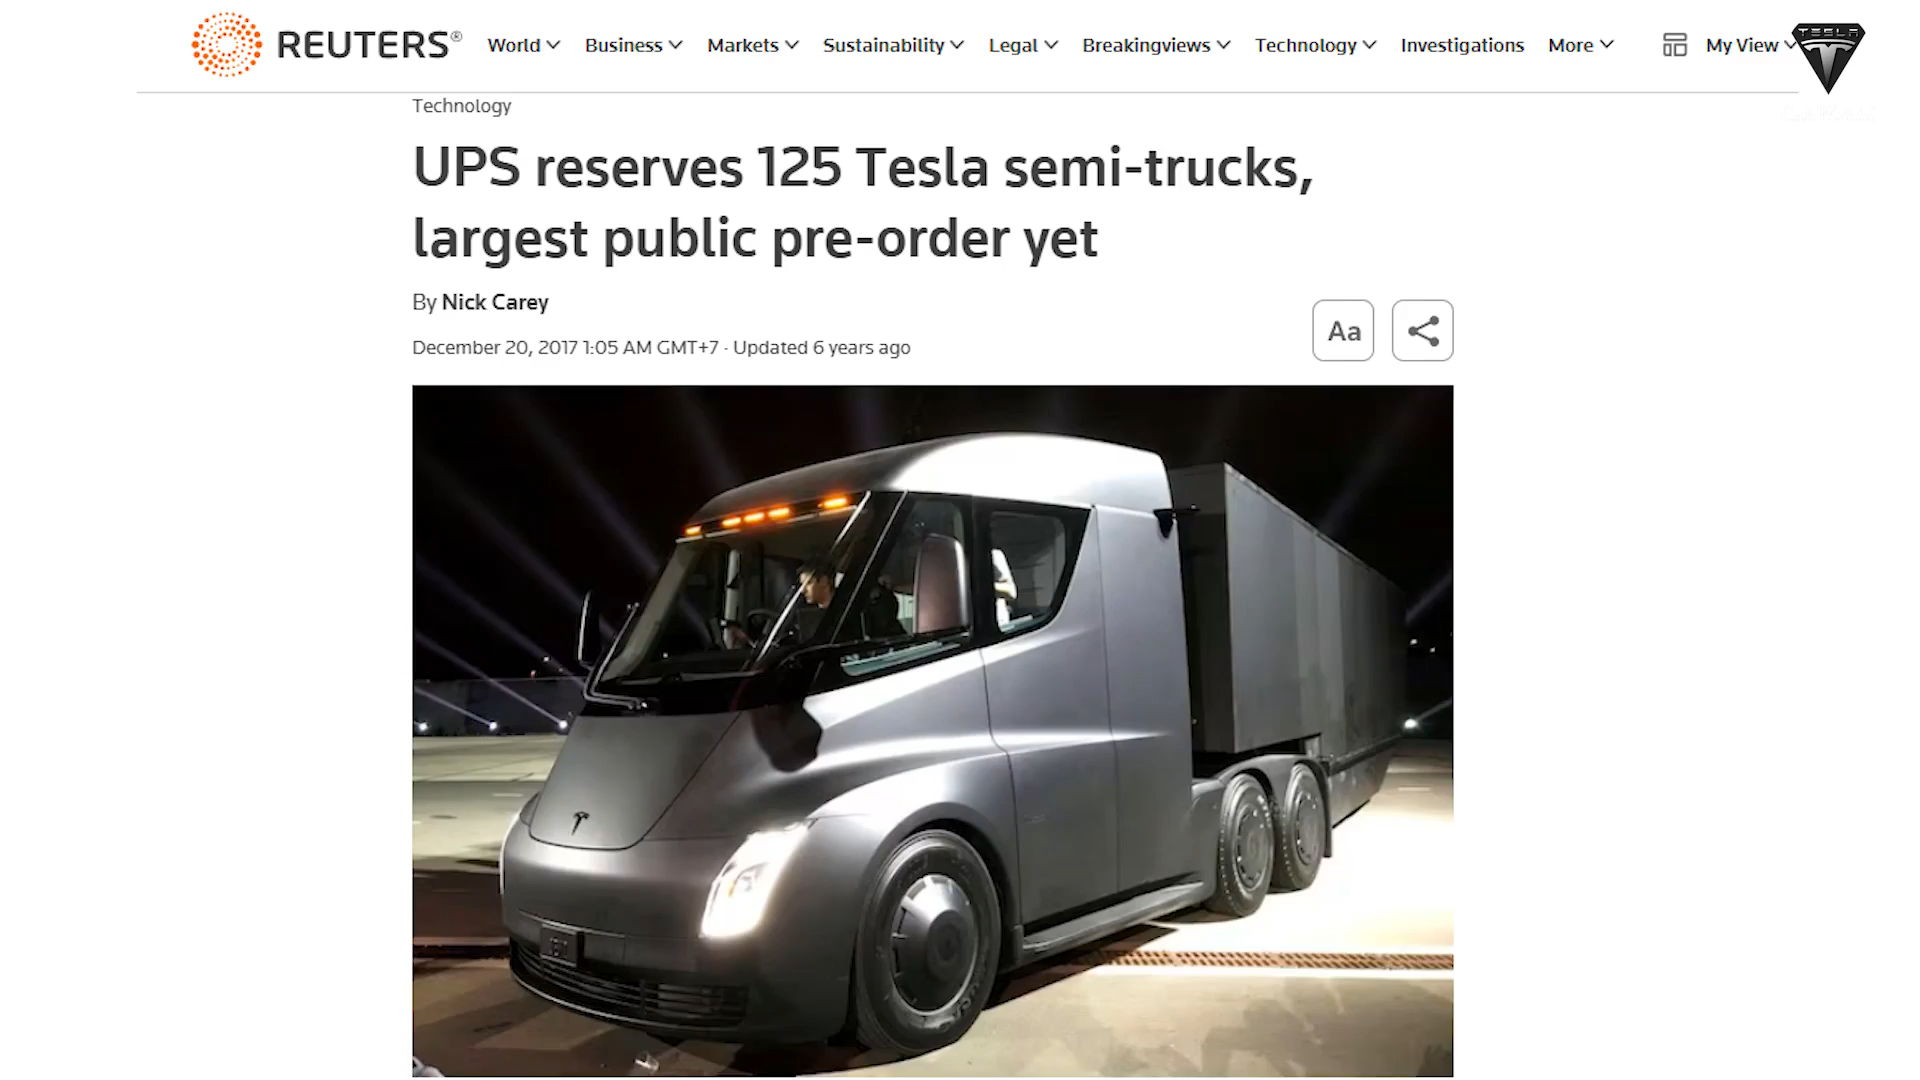 REUTERS® World Business Markets Sustainability Legal Breakingviews Technology Investigations More My View
TESLA
Technology
UPS reserves 125 Tesla semi-trucks,
largest public pre-order yet
By Nick Carey
December 20, 2017 1:05 AM GMT+7 · Updated 6 years ago
Aa